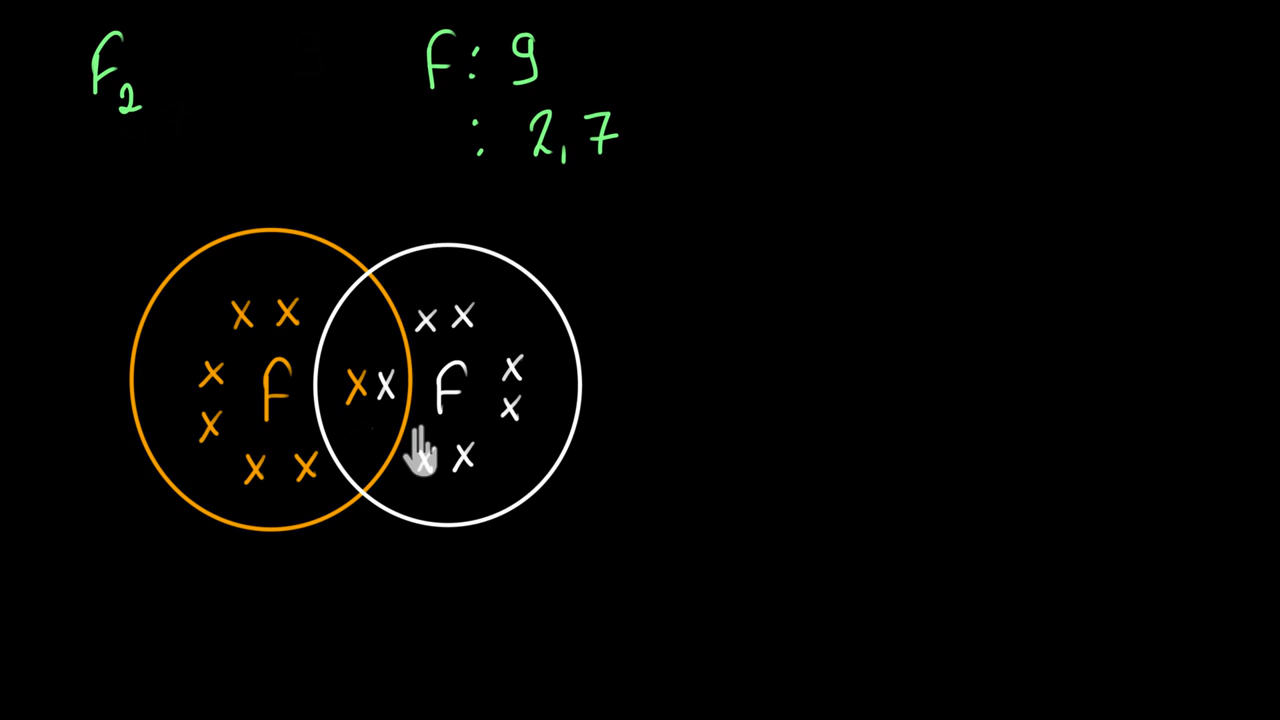 F₂ F: 9
: 2,7
x x x x
x F x x F x
x x
x x x x